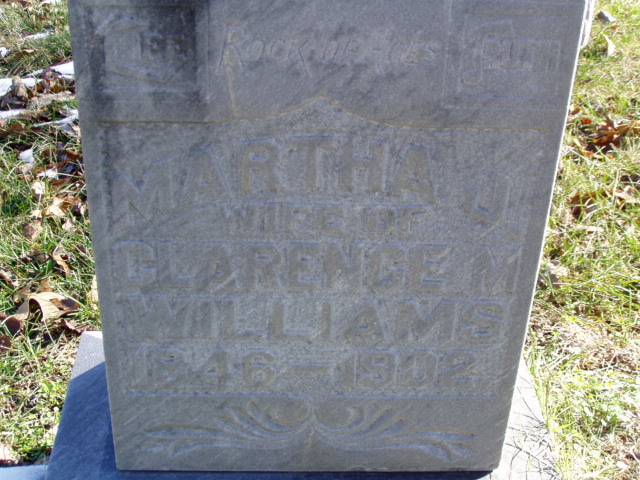 ROCK OF AGES
MARTHA J.
WIFE OF
CLARENCE M
WILLIAMS
1846–1902